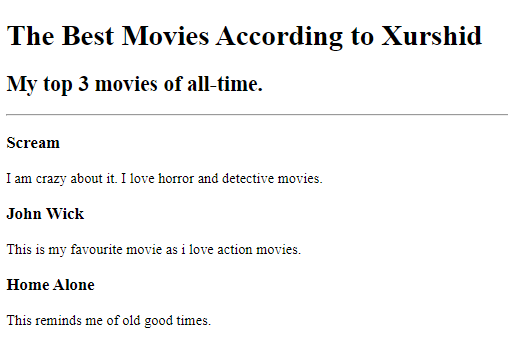 The Best Movies According to Xurshid
My top 3 movies of all-time.
Scream
I am crazy about it. I love horror and detective movies.
John Wick
This is my favourite movie as i love action movies.
Home Alone
This reminds me of old good times.